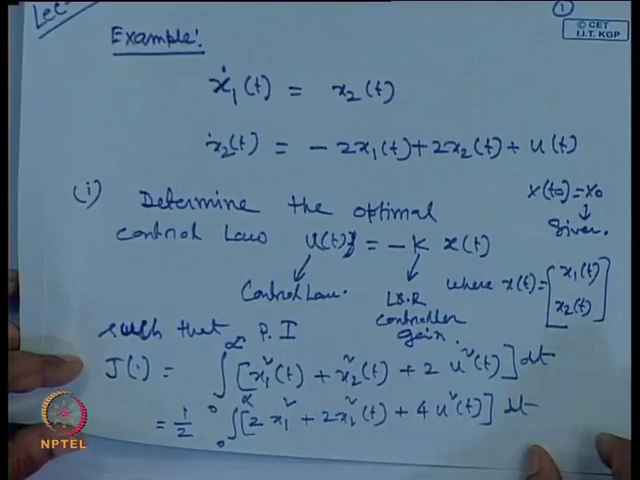 Lec-
1
© CET
I.I.T. KGP
Example:
ẋ₁(t) = x₂(t)
ẋ₂(t) = - 2x₁(t) + 2x₂(t) + u(t)
(i) Determine the optimal
x(t₀)=x₀
control Law u(t) = - K x(t)
Given.
Control Law.
L.Q.R
controller
gain.
where x(t) = [x₁(t)
x₂(t)]
such that P.I
J(.) = ∫₀^∞ [x₁²(t) + x₂²(t) + 2 u²(t)] dt
= 1/2 ∫₀^∞ [2 x₁² + 2x₂²(t) + 4 u²(t)] dt
NPTEL